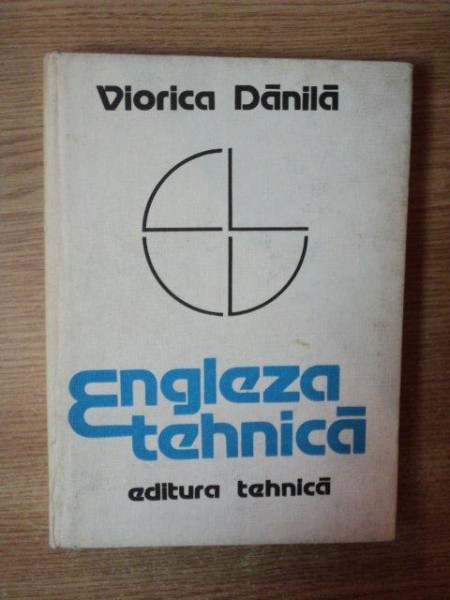 Viorica Dănilă
Engleza
tehnică
editura tehnică